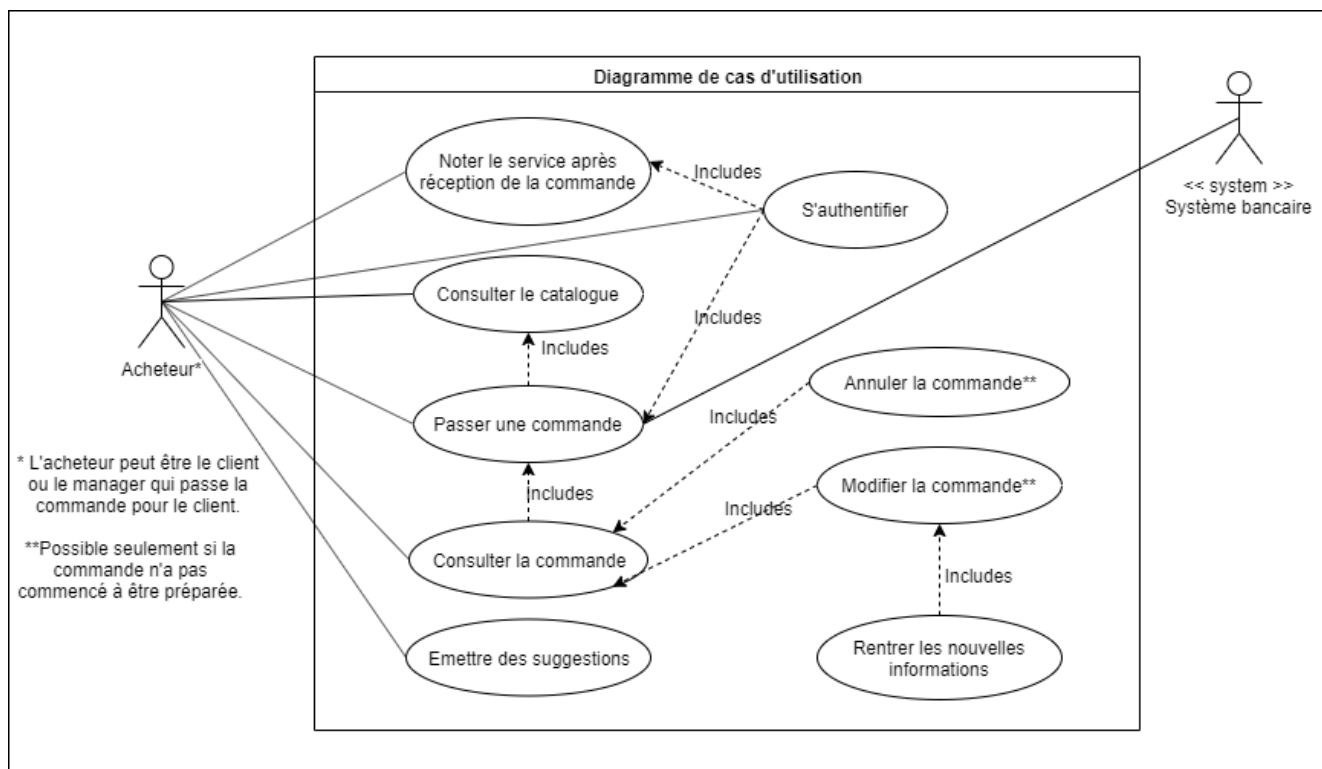 Diagramme de cas d'utilisation
Noter le service après
réception de la commande
Includes
S'authentifier
<< system >>
Système bancaire
Consulter le catalogue
Includes
Includes
Acheteur*
Annuler la commande**
Includes
Passer une commande
* L'acheteur peut être le client
ou le manager qui passe la
commande pour le client.
Modifier la commande**
Includes
Includes
**Possible seulement si la
commande n'a pas
commencé à être préparée.
Consulter la commande
Includes
Emettre des suggestions
Rentrer les nouvelles
informations